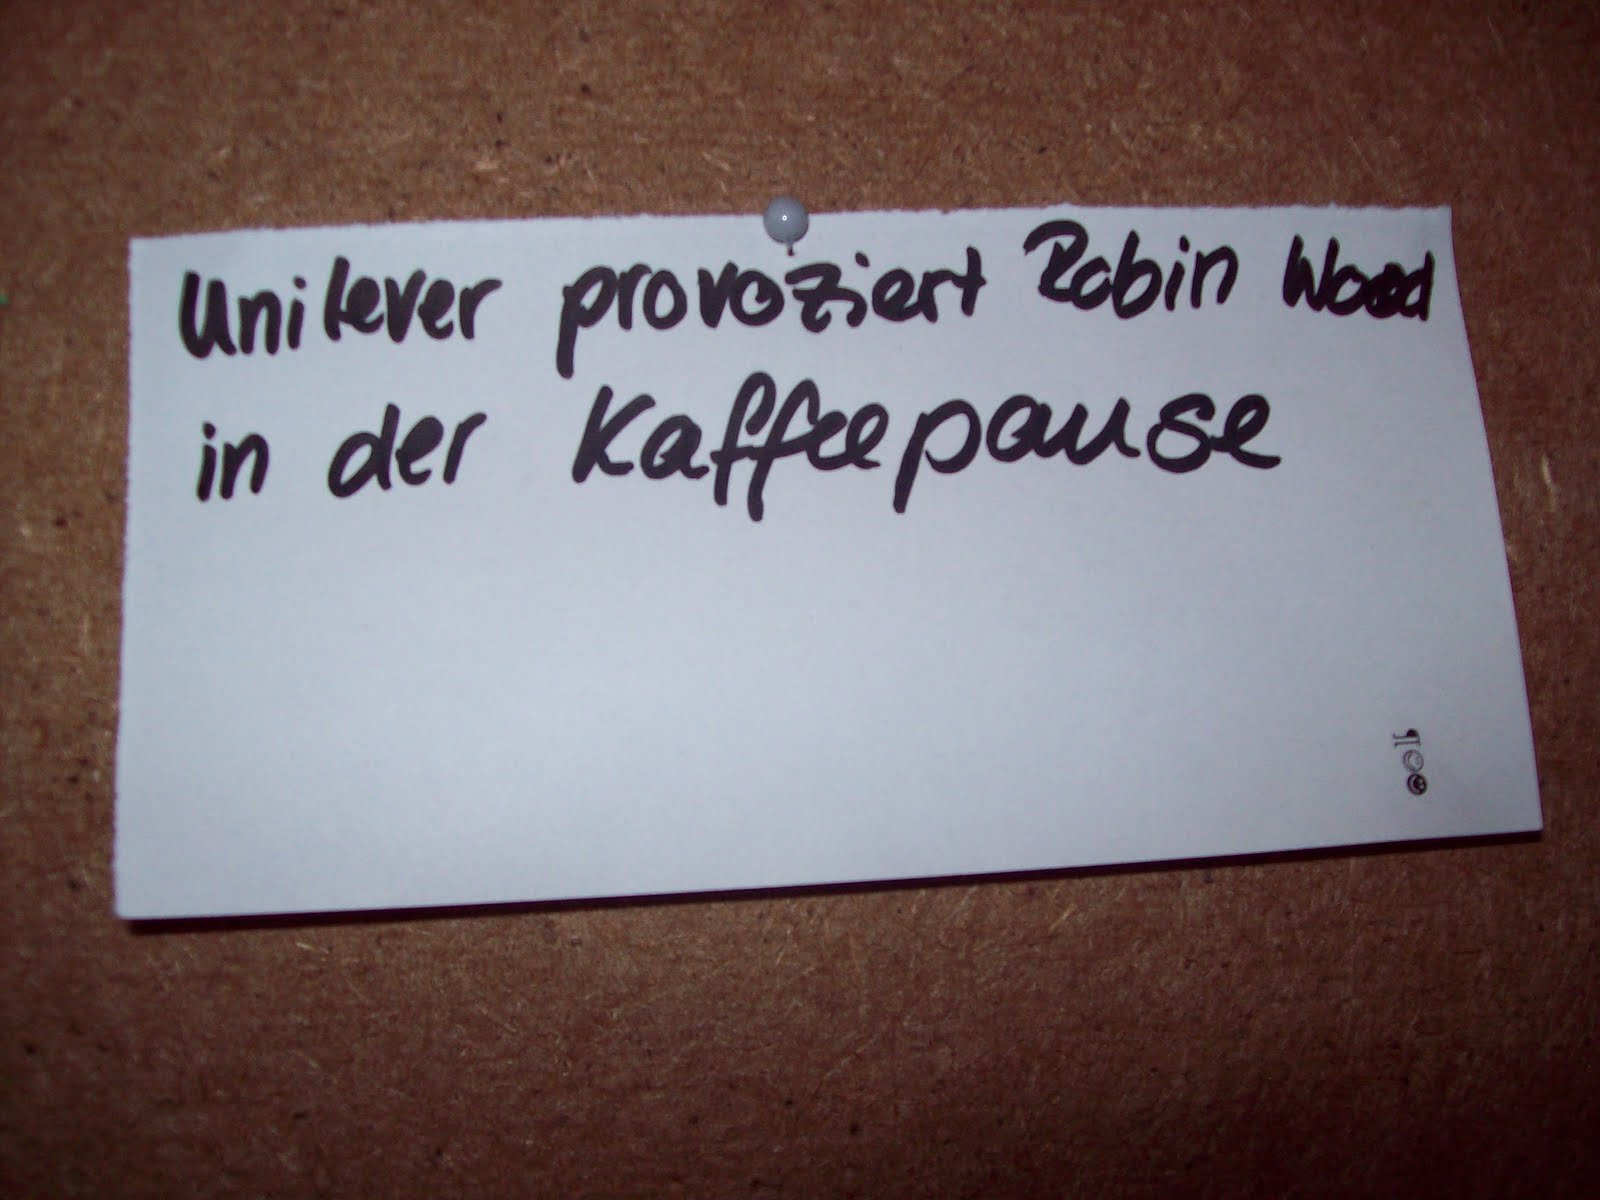 Unilever provoziert Robin Wood
in der Kaffeepause